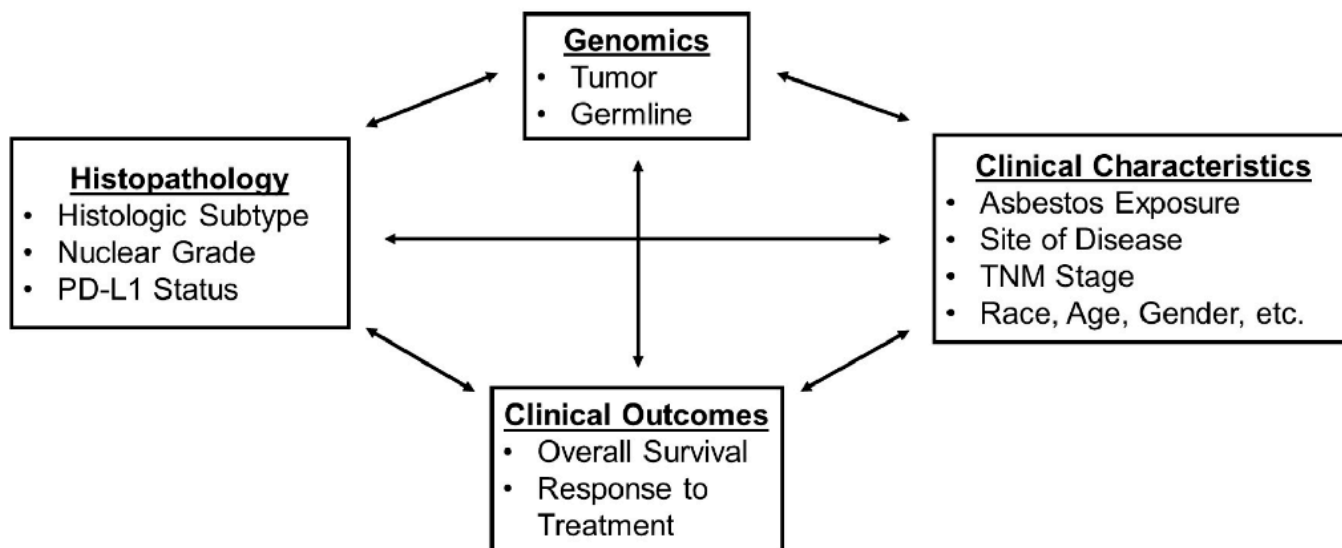 Genomics
• Tumor
• Germline
Histopathology
• Histologic Subtype
• Nuclear Grade
• PD-L1 Status
Clinical Characteristics
• Asbestos Exposure
• Site of Disease
• TNM Stage
• Race, Age, Gender, etc.
Clinical Outcomes
• Overall Survival
• Response to
Treatment